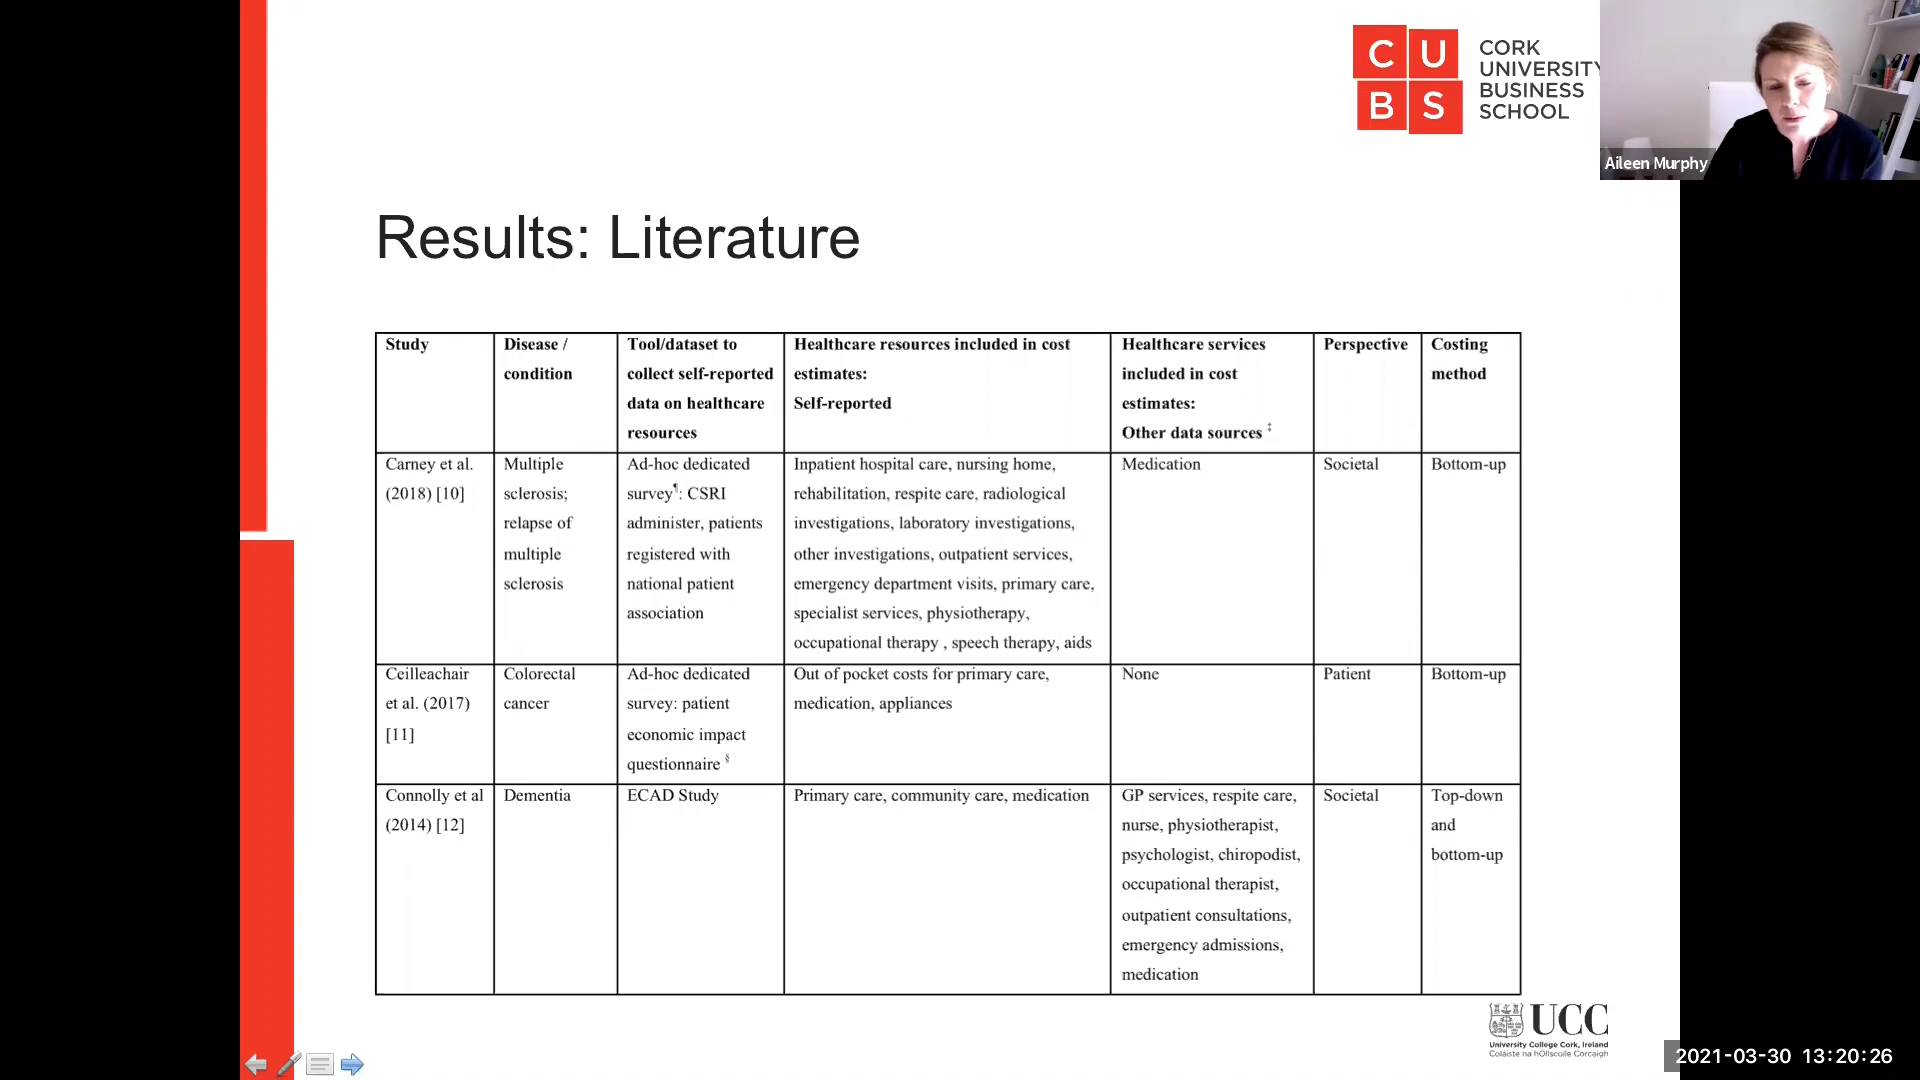 C U
B S
CORK
UNIVERSITY
BUSINESS
SCHOOL
Aileen Murphy
Results: Literature
Study
Disease /
condition
Tool/dataset to
collect self-reported
data on healthcare
resources
Healthcare resources included in cost
estimates:
Self-reported
Healthcare services
included in cost
estimates:
Other data sources ‡
Perspective
Costing
method
Carney et al.
(2018) [10]
Multiple
sclerosis;
relapse of
multiple
sclerosis
Ad-hoc dedicated
survey¶: CSRI
administer, patients
registered with
national patient
association
Inpatient hospital care, nursing home,
rehabilitation, respite care, radiological
investigations, laboratory investigations,
other investigations, outpatient services,
emergency department visits, primary care,
specialist services, physiotherapy,
occupational therapy , speech therapy, aids
Medication
Societal
Bottom-up
Ceilleachair
et al. (2017)
[11]
Colorectal
cancer
Ad-hoc dedicated
survey: patient
economic impact
questionnaire §
Out of pocket costs for primary care,
medication, appliances
None
Patient
Bottom-up
Connolly et al
(2014) [12]
Dementia
ECAD Study
Primary care, community care, medication
GP services, respite care,
nurse, physiotherapist,
psychologist, chiropodist,
occupational therapist,
outpatient consultations,
emergency admissions,
medication
Societal
Top-down
and
bottom-up
UCC
University College Cork, Ireland
Coláiste na hOllscoile Corcaigh
2021-03-30 13:20:26